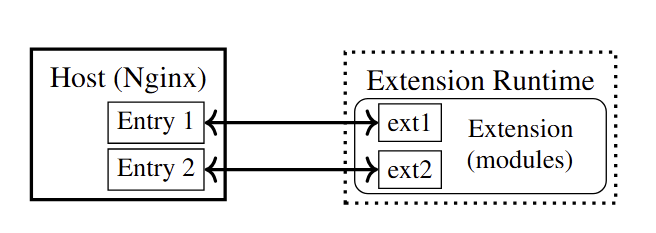 Host (Nginx)
Entry 1
Entry 2
Extension Runtime
ext1
ext2
Extension
(modules)